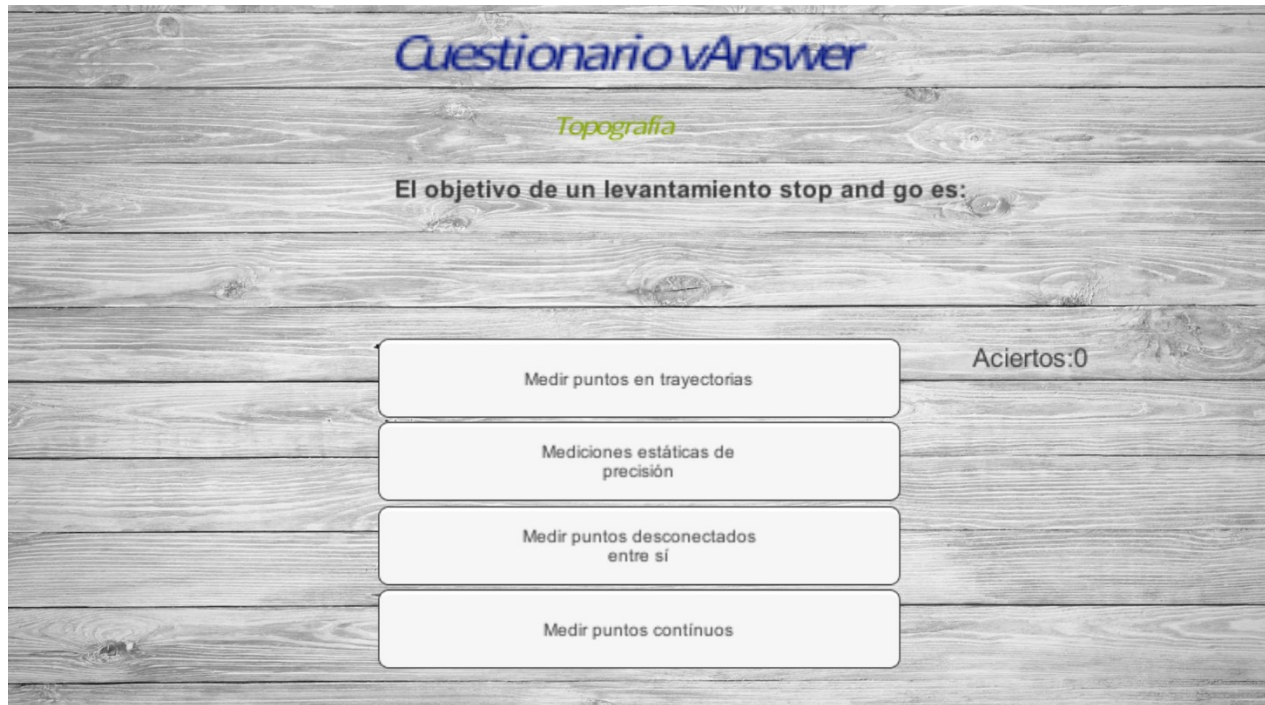 Cuestionario vAnswer
Topografía
El objetivo de un levantamiento stop and go es:
Medir puntos en trayectorias
Aciertos:0
Mediciones estáticas de
precisión
Medir puntos desconectados
entre sí
Medir puntos contínuos